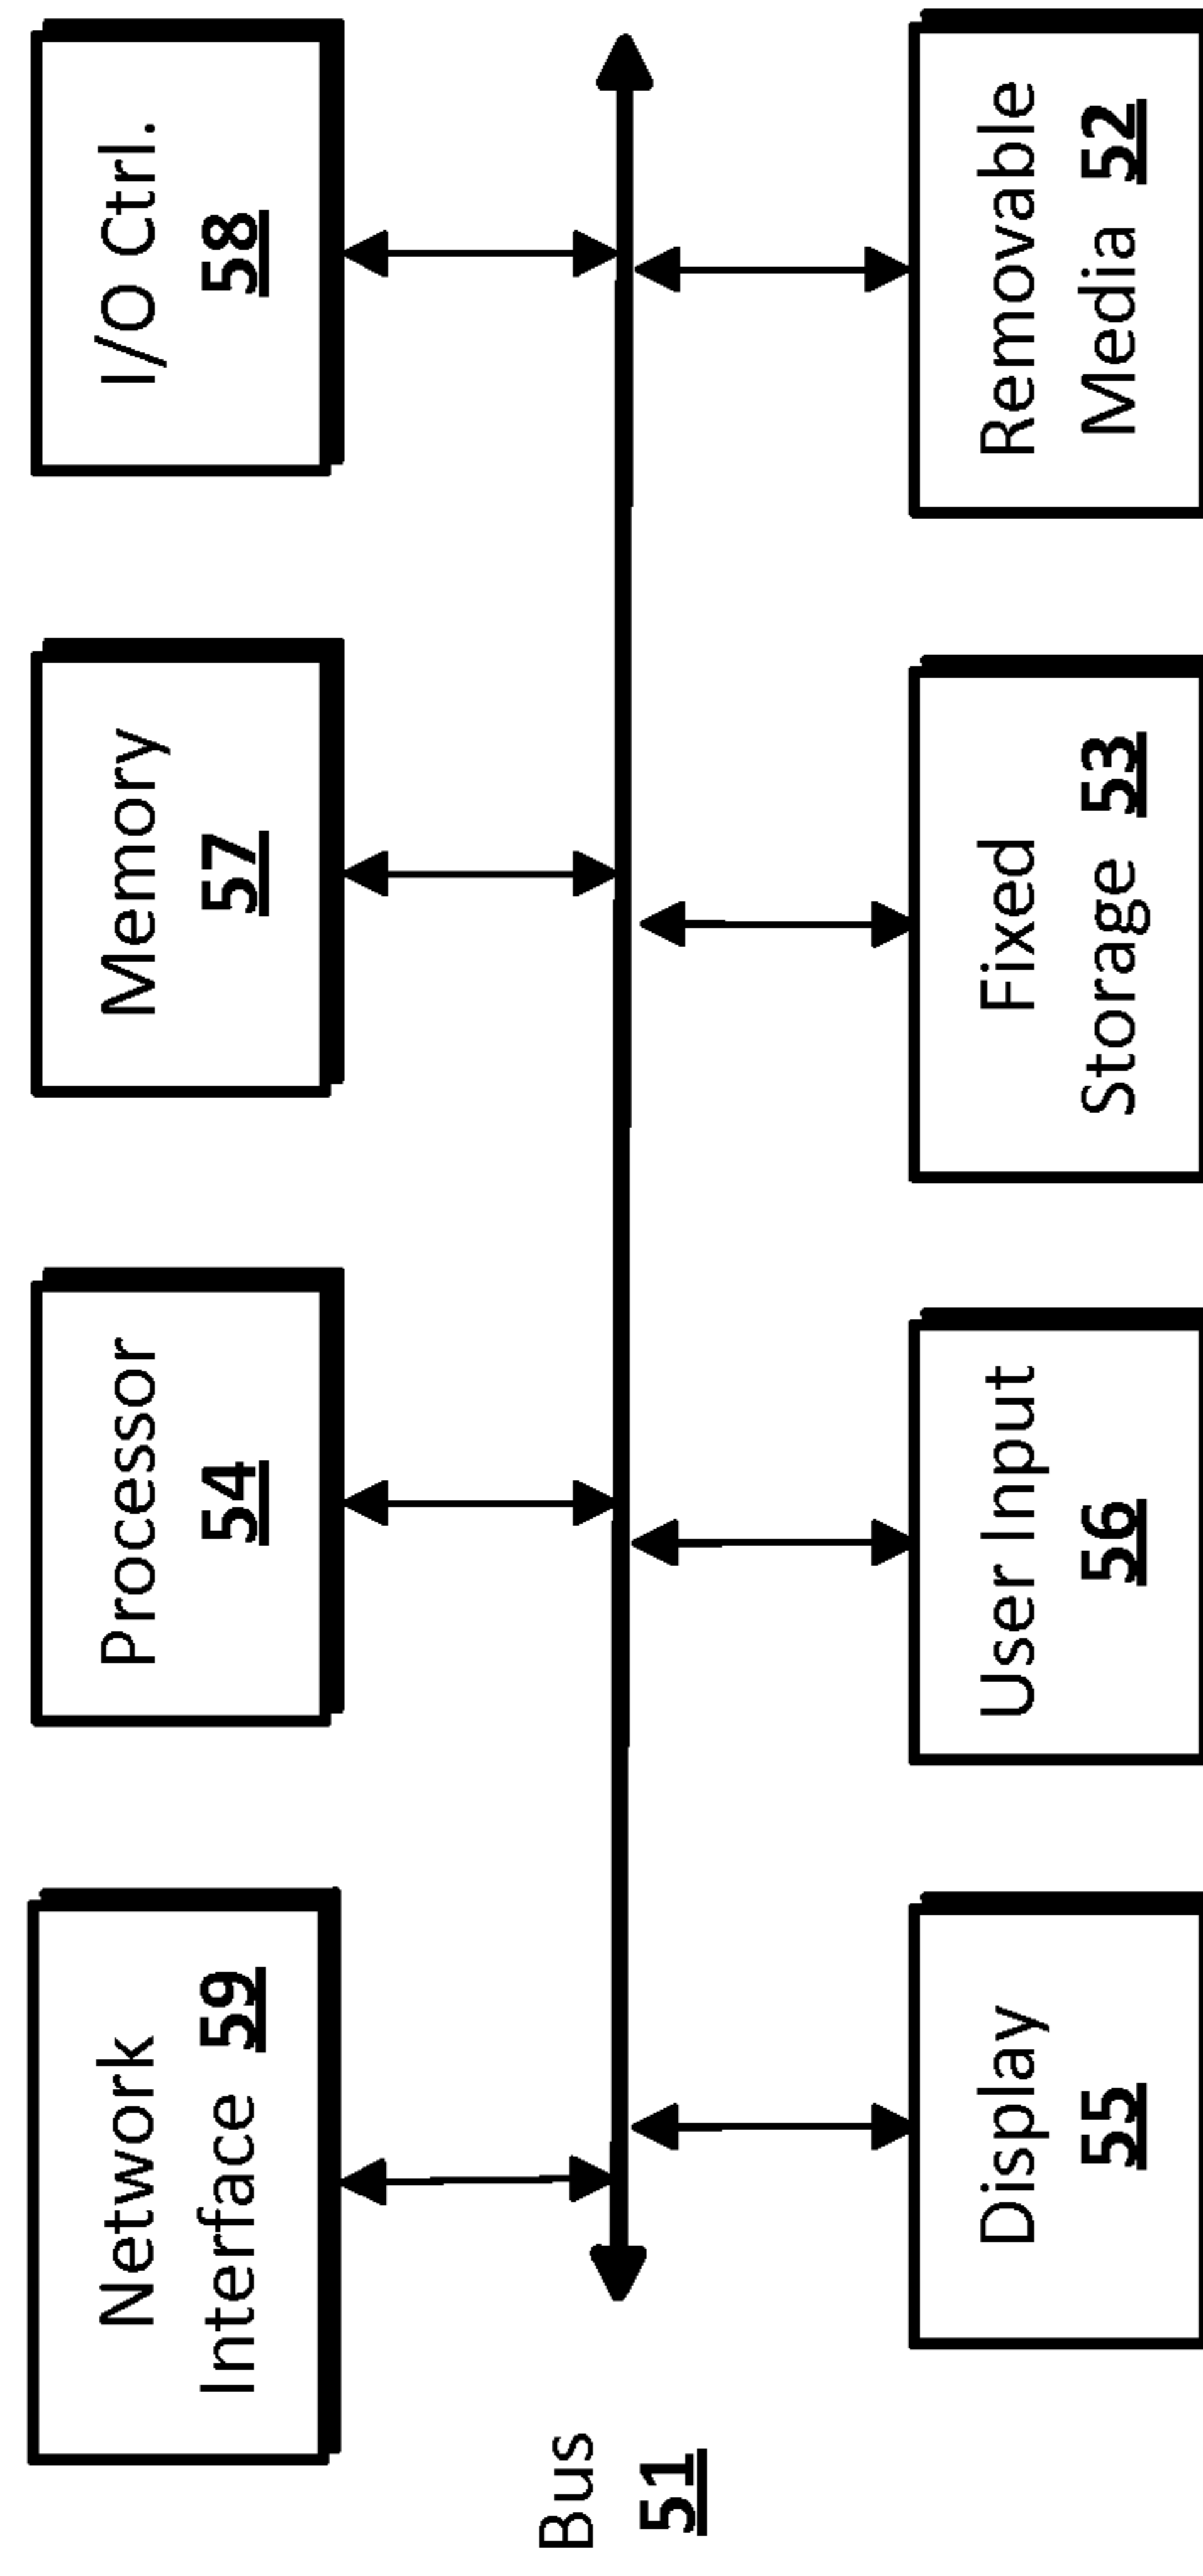 Network
Interface 59
Processor
54
Memory
57
I/O Ctrl.
58
Bus
51
Display
55
User Input
56
Fixed
Storage 53
Removable
Media 52